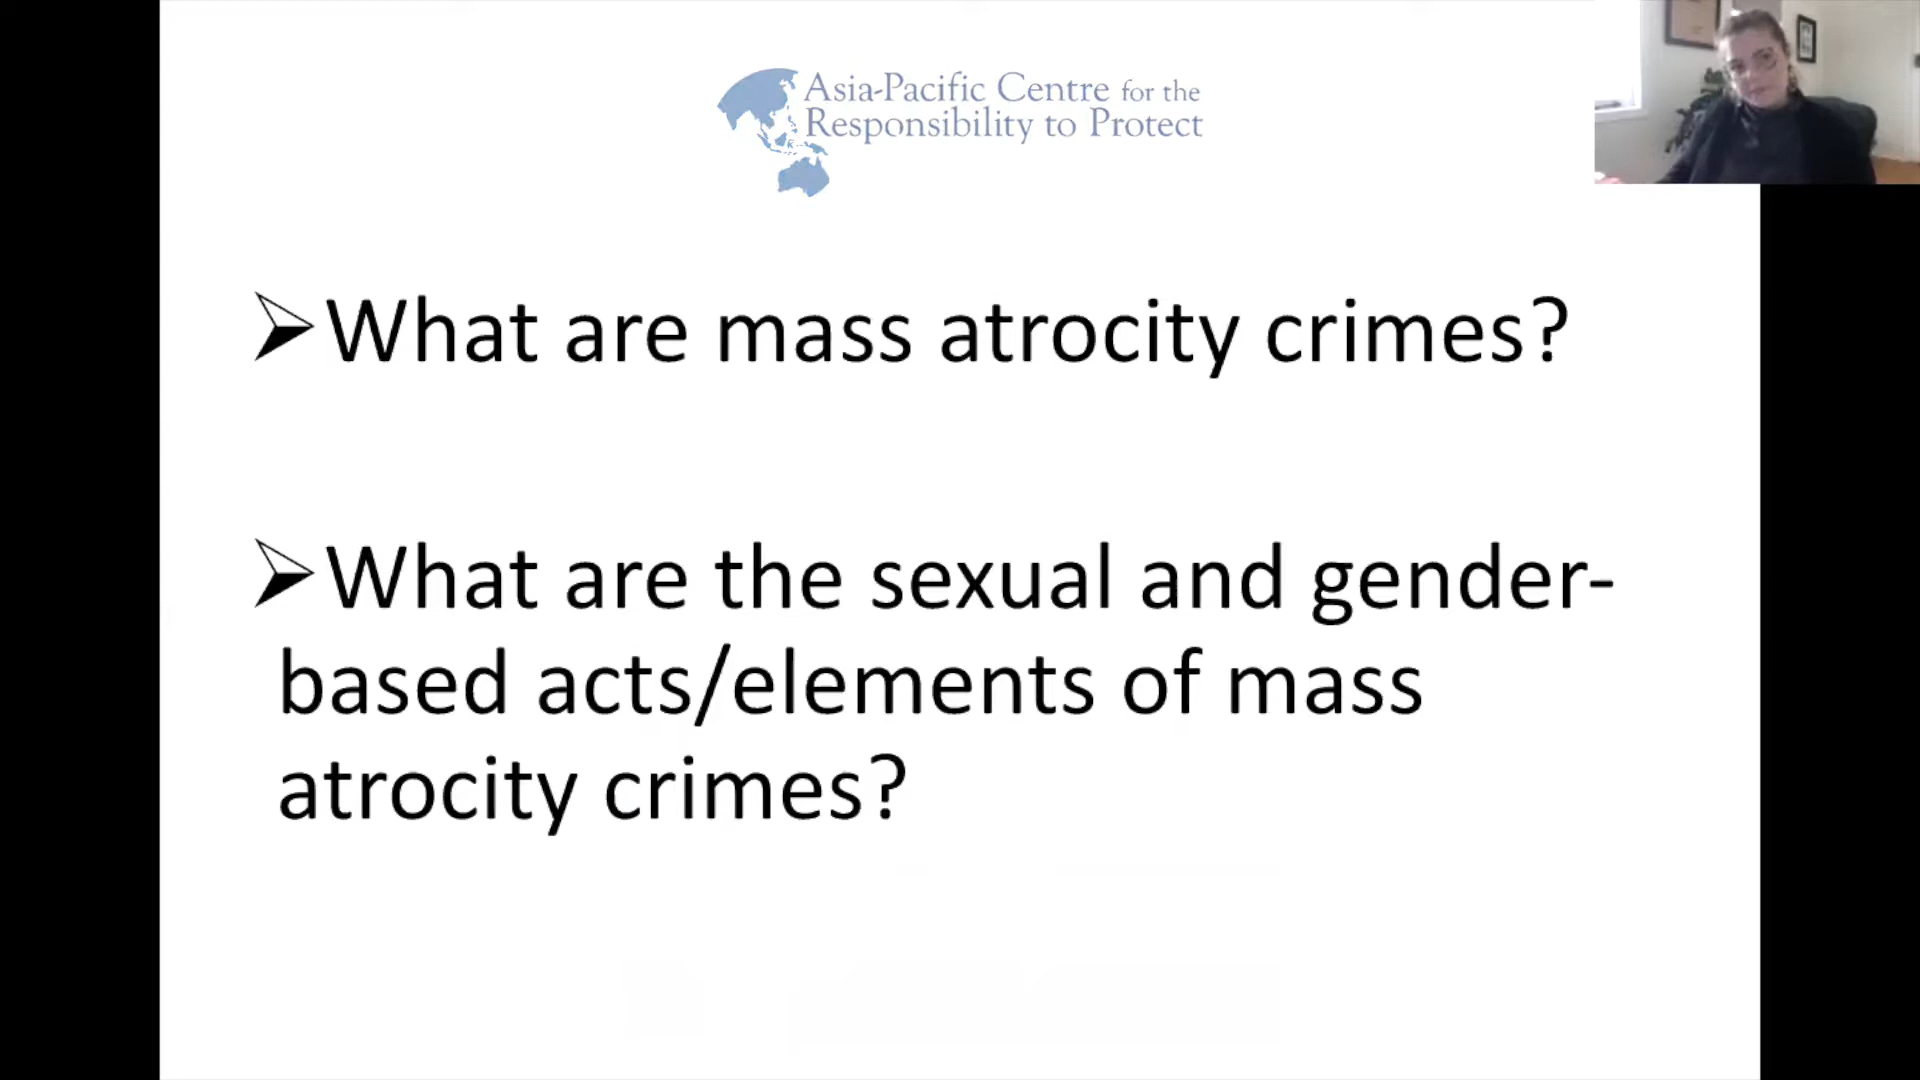 Asia-Pacific Centre for the
Responsibility to Protect
What are mass atrocity crimes?
What are the sexual and gender-
based acts/elements of mass
atrocity crimes?